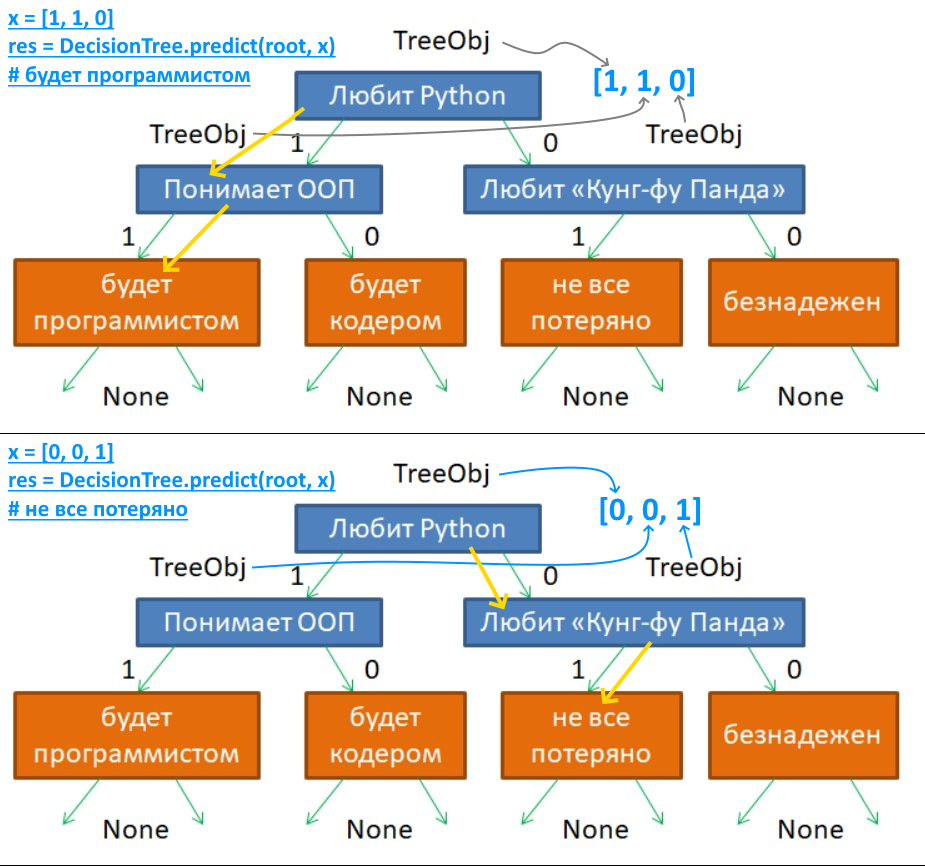 x = [1, 1, 0]
res = DecisionTree.predict(root, x)
# будет программистом
TreeObj
[1, 1, 0]
Любит Python
TreeObj
1
0
TreeObj
Понимает ООП
Любит «Кунг-фу Панда»
1
0
1
0
будет
программистом
будет
кодером
не все
потеряно
безнадежен
None
None
None
None
x = [0, 0, 1]
res = DecisionTree.predict(root, x)
# не все потеряно
TreeObj
[0, 0, 1]
Любит Python
TreeObj
1
0
TreeObj
Понимает ООП
Любит «Кунг-фу Панда»
1
0
1
0
будет
программистом
будет
кодером
не все
потеряно
безнадежен
None
None
None
None